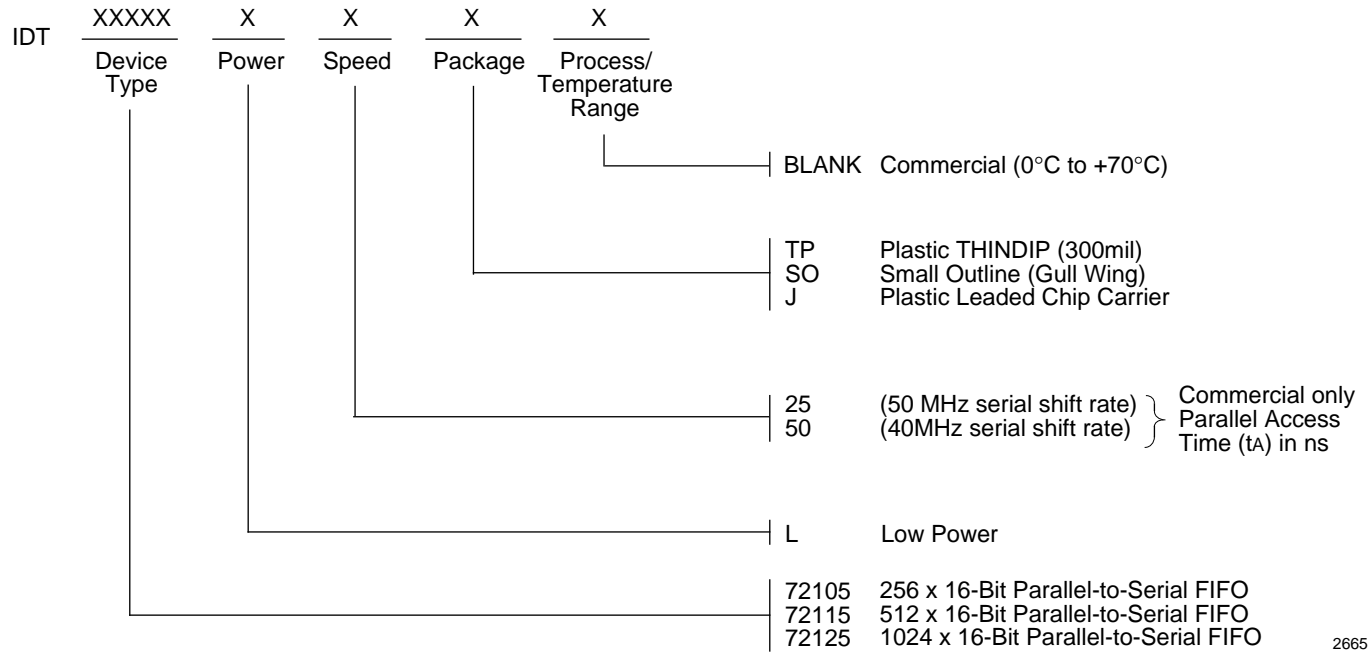 IDT XXXXX X X X X
Device Type Power Speed Package Process/ Temperature Range
BLANK Commercial (0°C to +70°C)
TP Plastic THINDIP (300mil)
SO Small Outline (Gull Wing)
J Plastic Leaded Chip Carrier
25 (50 MHz serial shift rate)
50 (40MHz serial shift rate)
Commercial only
Parallel Access
Time (tA) in ns
L Low Power
72105 256 x 16-Bit Parallel-to-Serial FIFO
72115 512 x 16-Bit Parallel-to-Serial FIFO
72125 1024 x 16-Bit Parallel-to-Serial FIFO
2665